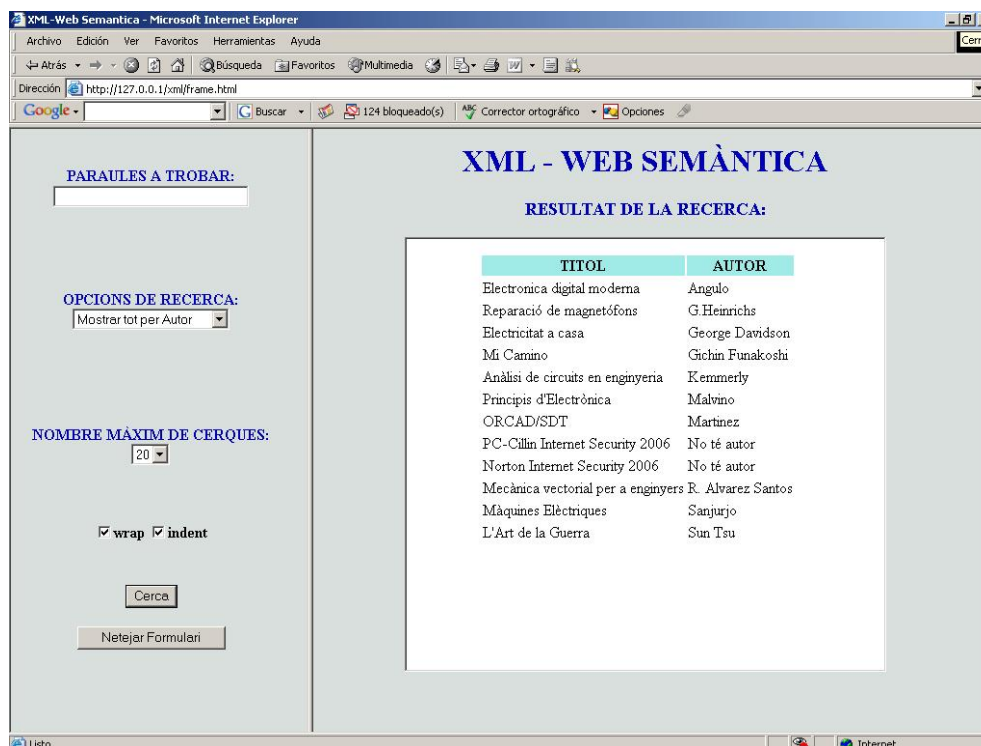 XML-Web Semantica - Microsoft Internet Explorer
Archivo Edición Ver Favoritos Herramientas Ayuda
Cerr
Atrás Búsqueda Favoritos Multimedia
Dirección http://127.0.0.1/xml/frame.html
Google Buscar 124 bloqueado(s) ABC Corrector ortográfico Opciones
PARAULES A TROBAR:
OPCIONS DE RECERCA:
Mostrar tot per Autor
NOMBRE MÀXIM DE CERQUES:
20
wrap indent
Cerca
Netejar Formulari
XML - WEB SEMÀNTICA
RESULTAT DE LA RECERCA:
TITOL AUTOR
Electronica digital moderna Angulo
Reparació de magnetófons G.Heinrichs
Electricitat a casa George Davidson
Mi Camino Gichin Funakoshi
Anàlisi de circuits en enginyeria Kemmerly
Principis d'Electrònica Malvino
ORCAD/SDT Martinez
PC-Cillin Internet Security 2006 No té autor
Norton Internet Security 2006 No té autor
Mecànica vectorial per a enginyers R. Alvarez Santos
Màquines Elèctriques Sanjurjo
L'Art de la Guerra Sun Tsu
Listo Internet